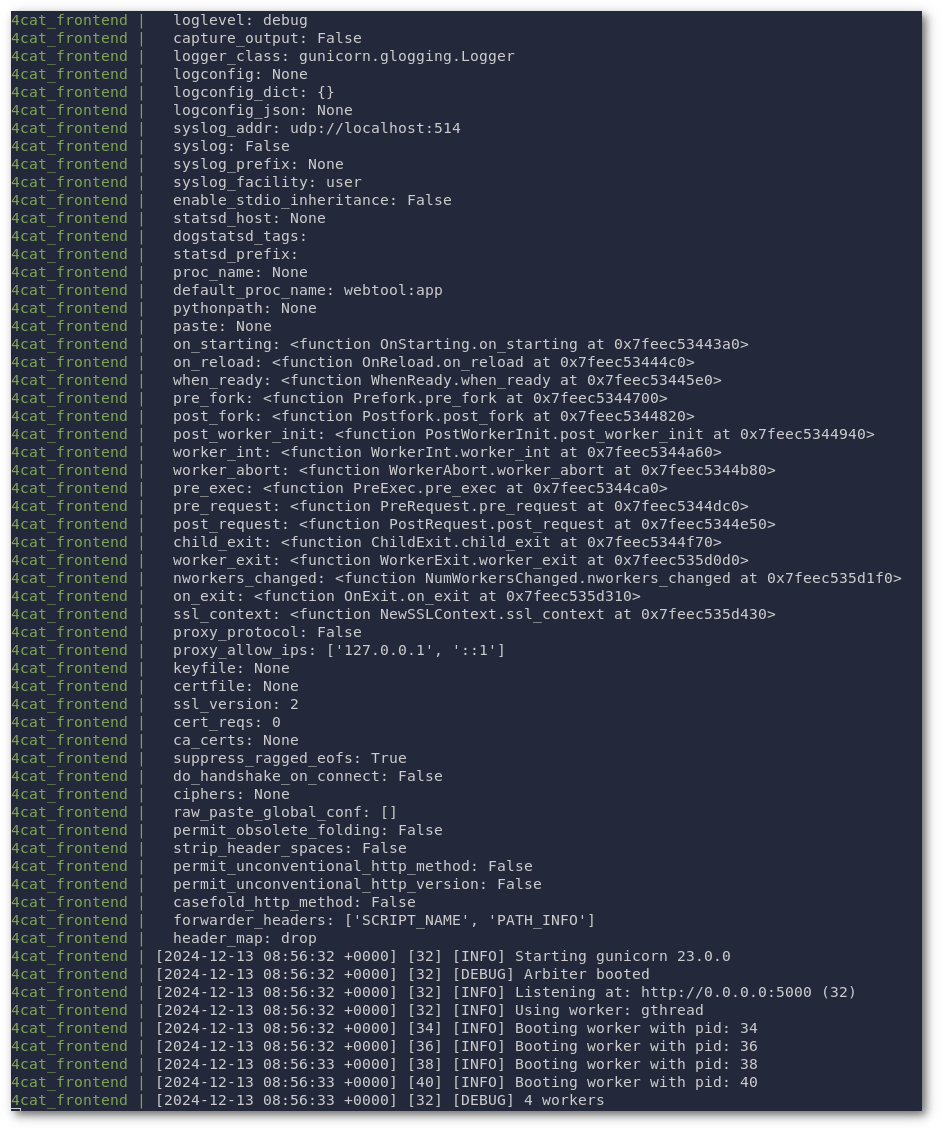 4cat_frontend |   loglevel: debug
4cat_frontend |   capture_output: False
4cat_frontend |   logger_class: gunicorn.glogging.Logger
4cat_frontend |   logconfig: None
4cat_frontend |   logconfig_dict: {}
4cat_frontend |   logconfig_json: None
4cat_frontend |   syslog_addr: udp://localhost:514
4cat_frontend |   syslog: False
4cat_frontend |   syslog_prefix: None
4cat_frontend |   syslog_facility: user
4cat_frontend |   enable_stdio_inheritance: False
4cat_frontend |   statsd_host: None
4cat_frontend |   dogstatsd_tags:
4cat_frontend |   statsd_prefix:
4cat_frontend |   proc_name: None
4cat_frontend |   default_proc_name: webtool:app
4cat_frontend |   pythonpath: None
4cat_frontend |   paste: None
4cat_frontend |   on_starting: <function OnStarting.on_starting at 0x7feec53443a0>
4cat_frontend |   on_reload: <function OnReload.on_reload at 0x7feec53444c0>
4cat_frontend |   when_ready: <function WhenReady.when_ready at 0x7feec53445e0>
4cat_frontend |   pre_fork: <function Prefork.pre_fork at 0x7feec5344700>
4cat_frontend |   post_fork: <function Postfork.post_fork at 0x7feec5344820>
4cat_frontend |   post_worker_init: <function PostWorkerInit.post_worker_init at 0x7feec5344940>
4cat_frontend |   worker_int: <function WorkerInt.worker_int at 0x7feec5344a60>
4cat_frontend |   worker_abort: <function WorkerAbort.worker_abort at 0x7feec5344b80>
4cat_frontend |   pre_exec: <function PreExec.pre_exec at 0x7feec5344ca0>
4cat_frontend |   pre_request: <function PreRequest.pre_request at 0x7feec5344dc0>
4cat_frontend |   post_request: <function PostRequest.post_request at 0x7feec5344e50>
4cat_frontend |   child_exit: <function ChildExit.child_exit at 0x7feec5344f70>
4cat_frontend |   worker_exit: <function WorkerExit.worker_exit at 0x7feec535d0d0>
4cat_frontend |   nworkers_changed: <function NumWorkersChanged.nworkers_changed at 0x7feec535d1f0>
4cat_frontend |   on_exit: <function OnExit.on_exit at 0x7feec535d310>
4cat_frontend |   ssl_context: <function NewSSLContext.ssl_context at 0x7feec535d430>
4cat_frontend |   proxy_protocol: False
4cat_frontend |   proxy_allow_ips: ['127.0.0.1', '::1']
4cat_frontend |   keyfile: None
4cat_frontend |   certfile: None
4cat_frontend |   ssl_version: 2
4cat_frontend |   cert_reqs: 0
4cat_frontend |   ca_certs: None
4cat_frontend |   suppress_ragged_eofs: True
4cat_frontend |   do_handshake_on_connect: False
4cat_frontend |   ciphers: None
4cat_frontend |   raw_paste_global_conf: []
4cat_frontend |   permit_obsolete_folding: False
4cat_frontend |   strip_header_spaces: False
4cat_frontend |   permit_unconventional_http_method: False
4cat_frontend |   permit_unconventional_http_version: False
4cat_frontend |   casefold_http_method: False
4cat_frontend |   forwarder_headers: ['SCRIPT_NAME', 'PATH_INFO']
4cat_frontend |   header_map: drop
4cat_frontend | [2024-12-13 08:56:32 +0000] [32] [INFO] Starting gunicorn 23.0.0
4cat_frontend | [2024-12-13 08:56:32 +0000] [32] [DEBUG] Arbiter booted
4cat_frontend | [2024-12-13 08:56:32 +0000] [32] [INFO] Listening at: http://0.0.0.0:5000 (32)
4cat_frontend | [2024-12-13 08:56:32 +0000] [32] [INFO] Using worker: gthread
4cat_frontend | [2024-12-13 08:56:32 +0000] [34] [INFO] Booting worker with pid: 34
4cat_frontend | [2024-12-13 08:56:32 +0000] [36] [INFO] Booting worker with pid: 36
4cat_frontend | [2024-12-13 08:56:33 +0000] [38] [INFO] Booting worker with pid: 38
4cat_frontend | [2024-12-13 08:56:33 +0000] [40] [INFO] Booting worker with pid: 40
4cat_frontend | [2024-12-13 08:56:33 +0000] [32] [DEBUG] 4 workers